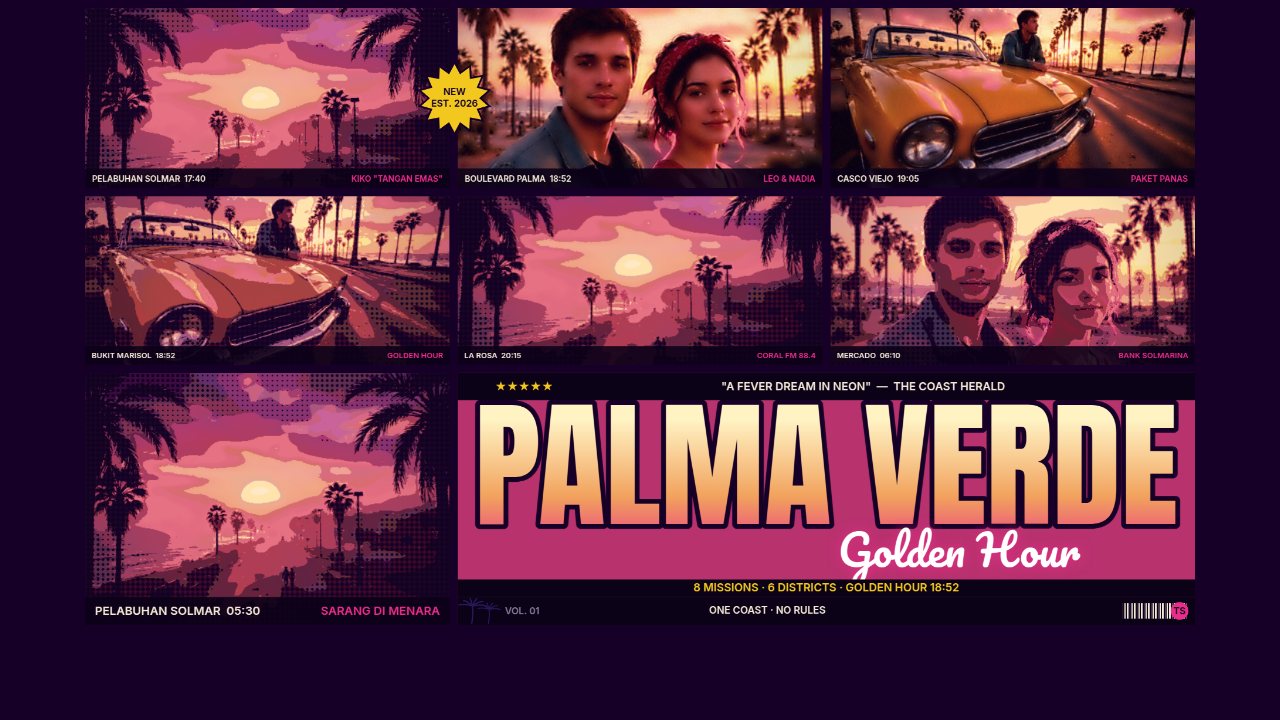 NEW
EST. 2026
PELABUHAN SOLMAR 17:40
KIKO "TANGAN EMAS"
BOULEVARD PALMA 18:52
LEO & NADIA
CASCO VIEJO 19:05
PAKET PANAS
BUKIT MARISOL 18:52
GOLDEN HOUR
LA ROSA 20:15
CORAL FM 88.4
MERCADO 06:10
BANK SOLMARINA
PELABUHAN SOLMAR 05:30
SARANG DI MENARA
★★★★★
"A FEVER DREAM IN NEON" — THE COAST HERALD
PALMA VERDE
Golden Hour
8 MISSIONS · 6 DISTRICTS · GOLDEN HOUR 18:52
VOL. 01
ONE COAST · NO RULES
TS